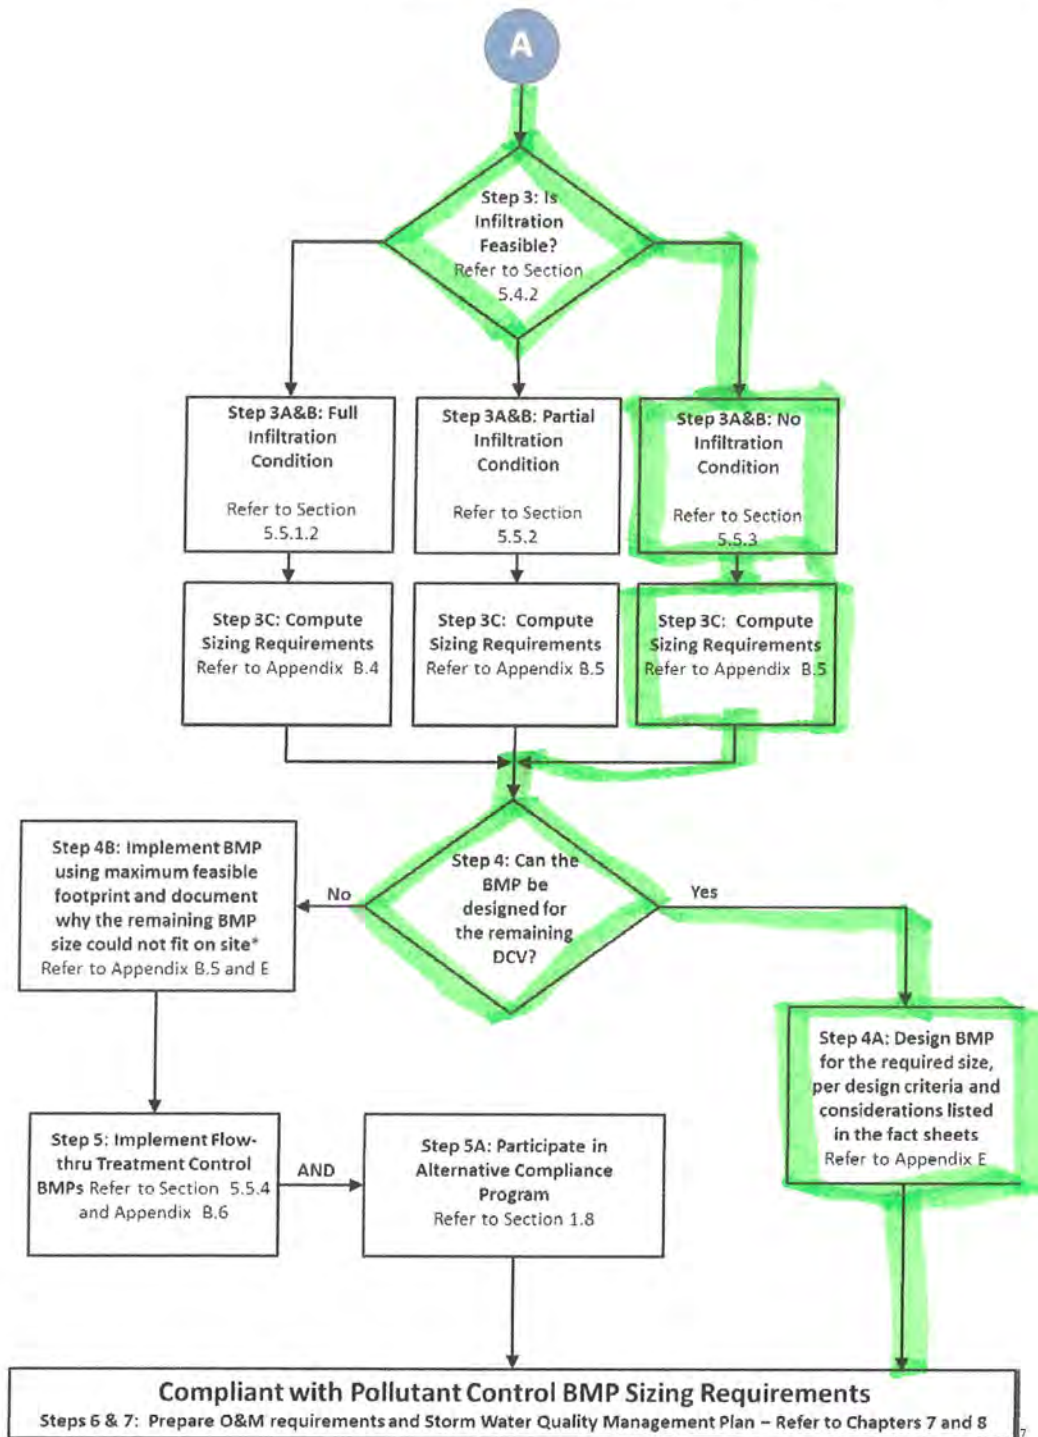 A
Step 3: Is
Infiltration
Feasible?
Refer to Section
5.4.2
Step 3A&B: Full
Infiltration
Condition
Refer to Section
5.5.1.2
Step 3A&B: Partial
Infiltration
Condition
Refer to Section
5.5.2
Step 3A&B: No
Infiltration
Condition
Refer to Section
5.5.3
Step 3C: Compute
Sizing Requirements
Refer to Appendix B.4
Step 3C: Compute
Sizing Requirements
Refer to Appendix B.5
Step 3C: Compute
Sizing Requirements
Refer to Appendix B.5
Step 4B: Implement BMP
using maximum feasible
footprint and document
why the remaining BMP
size could not fit on site*
Refer to Appendix B.5 and E
No
Step 4: Can the
BMP be
designed for
the remaining
DCV?
Yes
Step 4A: Design BMP
for the required size,
per design criteria and
considerations listed
in the fact sheets
Refer to Appendix E
Step 5: Implement Flow-
thru Treatment Control
BMPs Refer to Section 5.5.4
and Appendix B.6
AND
Step 5A: Participate in
Alternative Compliance
Program
Refer to Section 1.8
Compliant with Pollutant Control BMP Sizing Requirements
Steps 6 & 7: Prepare O&M requirements and Storm Water Quality Management Plan – Refer to Chapters 7 and 8
7